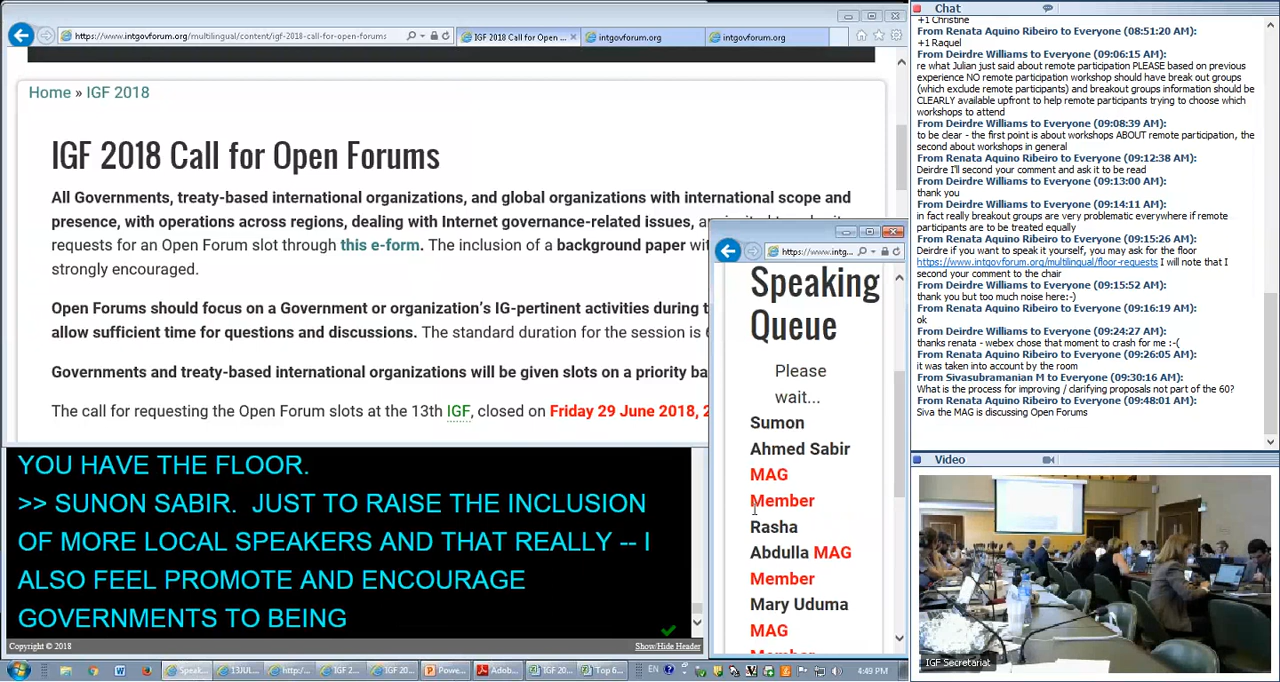 https://www.intgovforum.org/multilingual/content/igf-2018-call-for-open-forums
IGF 2018 Call for Open ...
intgovforum.org
intgovforum.org
Home » IGF 2018
IGF 2018 Call for Open Forums
All Governments, treaty-based international organizations, and global organizations with international scope and
presence, with operations across regions, dealing with Internet governance-related issues,
requests for an Open Forum slot through this e-form. The inclusion of a background paper
strongly encouraged.
Open Forums should focus on a Government or organization's IG-pertinent activities during
allow sufficient time for questions and discussions. The standard duration for the session is
Governments and treaty-based international organizations will be given slots on a priority
The call for requesting the Open Forum slots at the 13th IGF, closed on Friday 29 June 2018, 2
https://www.intg...
Speaking
Queue
Please
wait...
Sumon
Ahmed Sabir
MAG
Member
Rasha
Abdulla MAG
Member
Mary Uduma
MAG
Member
YOU HAVE THE FLOOR.
>> SUNON SABIR. JUST TO RAISE THE INCLUSION
OF MORE LOCAL SPEAKERS AND THAT REALLY -- I
ALSO FEEL PROMOTE AND ENCOURAGE
GOVERNMENTS TO BEING
Copyright © 2018
Show/Hide Header
Speak...
13JUL...
http:/...
IGF 2...
IGF 20...
Powe...
Adob...
IGF 20...
Top 6...
EN
4:49 PM
Chat
+1 Christine
From Renata Aquino Ribeiro to Everyone (08:51:20 AM):
+1 Raquel
From Deirdre Williams to Everyone (09:06:15 AM):
re what Julian just said about remote participation PLEASE based on previous
experience NO remote participation workshop should have break out groups
(which exclude remote participants) and breakout groups information should be
CLEARLY available upfront to help remote participants trying to choose which
workshops to attend
From Deirdre Williams to Everyone (09:08:39 AM):
to be clear - the first point is about workshops ABOUT remote participation, the
second about workshops in general
From Renata Aquino Ribeiro to Everyone (09:12:38 AM):
Deirdre I'll second your comment and ask it to be read
From Deirdre Williams to Everyone (09:13:00 AM):
thank you
From Deirdre Williams to Everyone (09:14:11 AM):
in fact really breakout groups are very problematic everywhere if remote
participants are to be treated equally
From Renata Aquino Ribeiro to Everyone (09:15:26 AM):
Deirdre if you want to speak it yourself, you may ask for the floor
https://www.intgovforum.org/multilingual/floor-requests I will note that I
second your comment to the chair
From Deirdre Williams to Everyone (09:15:52 AM):
thank you but too much noise here:-)
From Renata Aquino Ribeiro to Everyone (09:16:19 AM):
ok
From Deirdre Williams to Everyone (09:24:27 AM):
thanks renata - webex chose that moment to crash for me :-(
From Renata Aquino Ribeiro to Everyone (09:26:05 AM):
it was taken into account by the room
From Sivasubramanian M to Everyone (09:30:16 AM):
What is the process for improving / clarifying proposals not part of the 60?
From Renata Aquino Ribeiro to Everyone (09:48:01 AM):
Siva the MAG is discussing Open Forums
Video
IGF Secretariat